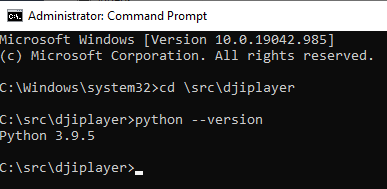 Administrator: Command Prompt
Microsoft Windows [Version 10.0.19042.985]
(c) Microsoft Corporation. All rights reserved.
C:\Windows\system32>cd \src\djiplayer
C:\src\djiplayer>python --version
Python 3.9.5
C:\src\djiplayer>